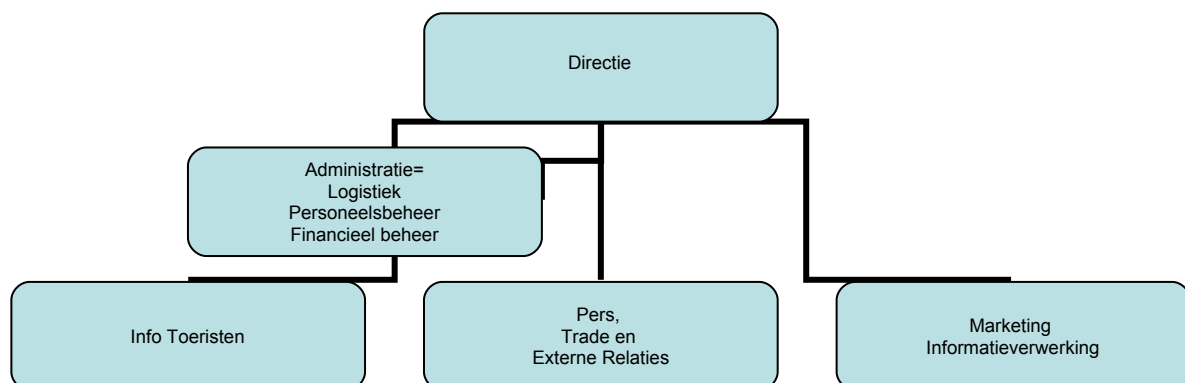 Directie
Administratie=
Logistiek
Personeelsbeheer
Financieel beheer
Info Toeristen
Pers,
Trade en
Externe Relaties
Marketing
Informatieverwerking